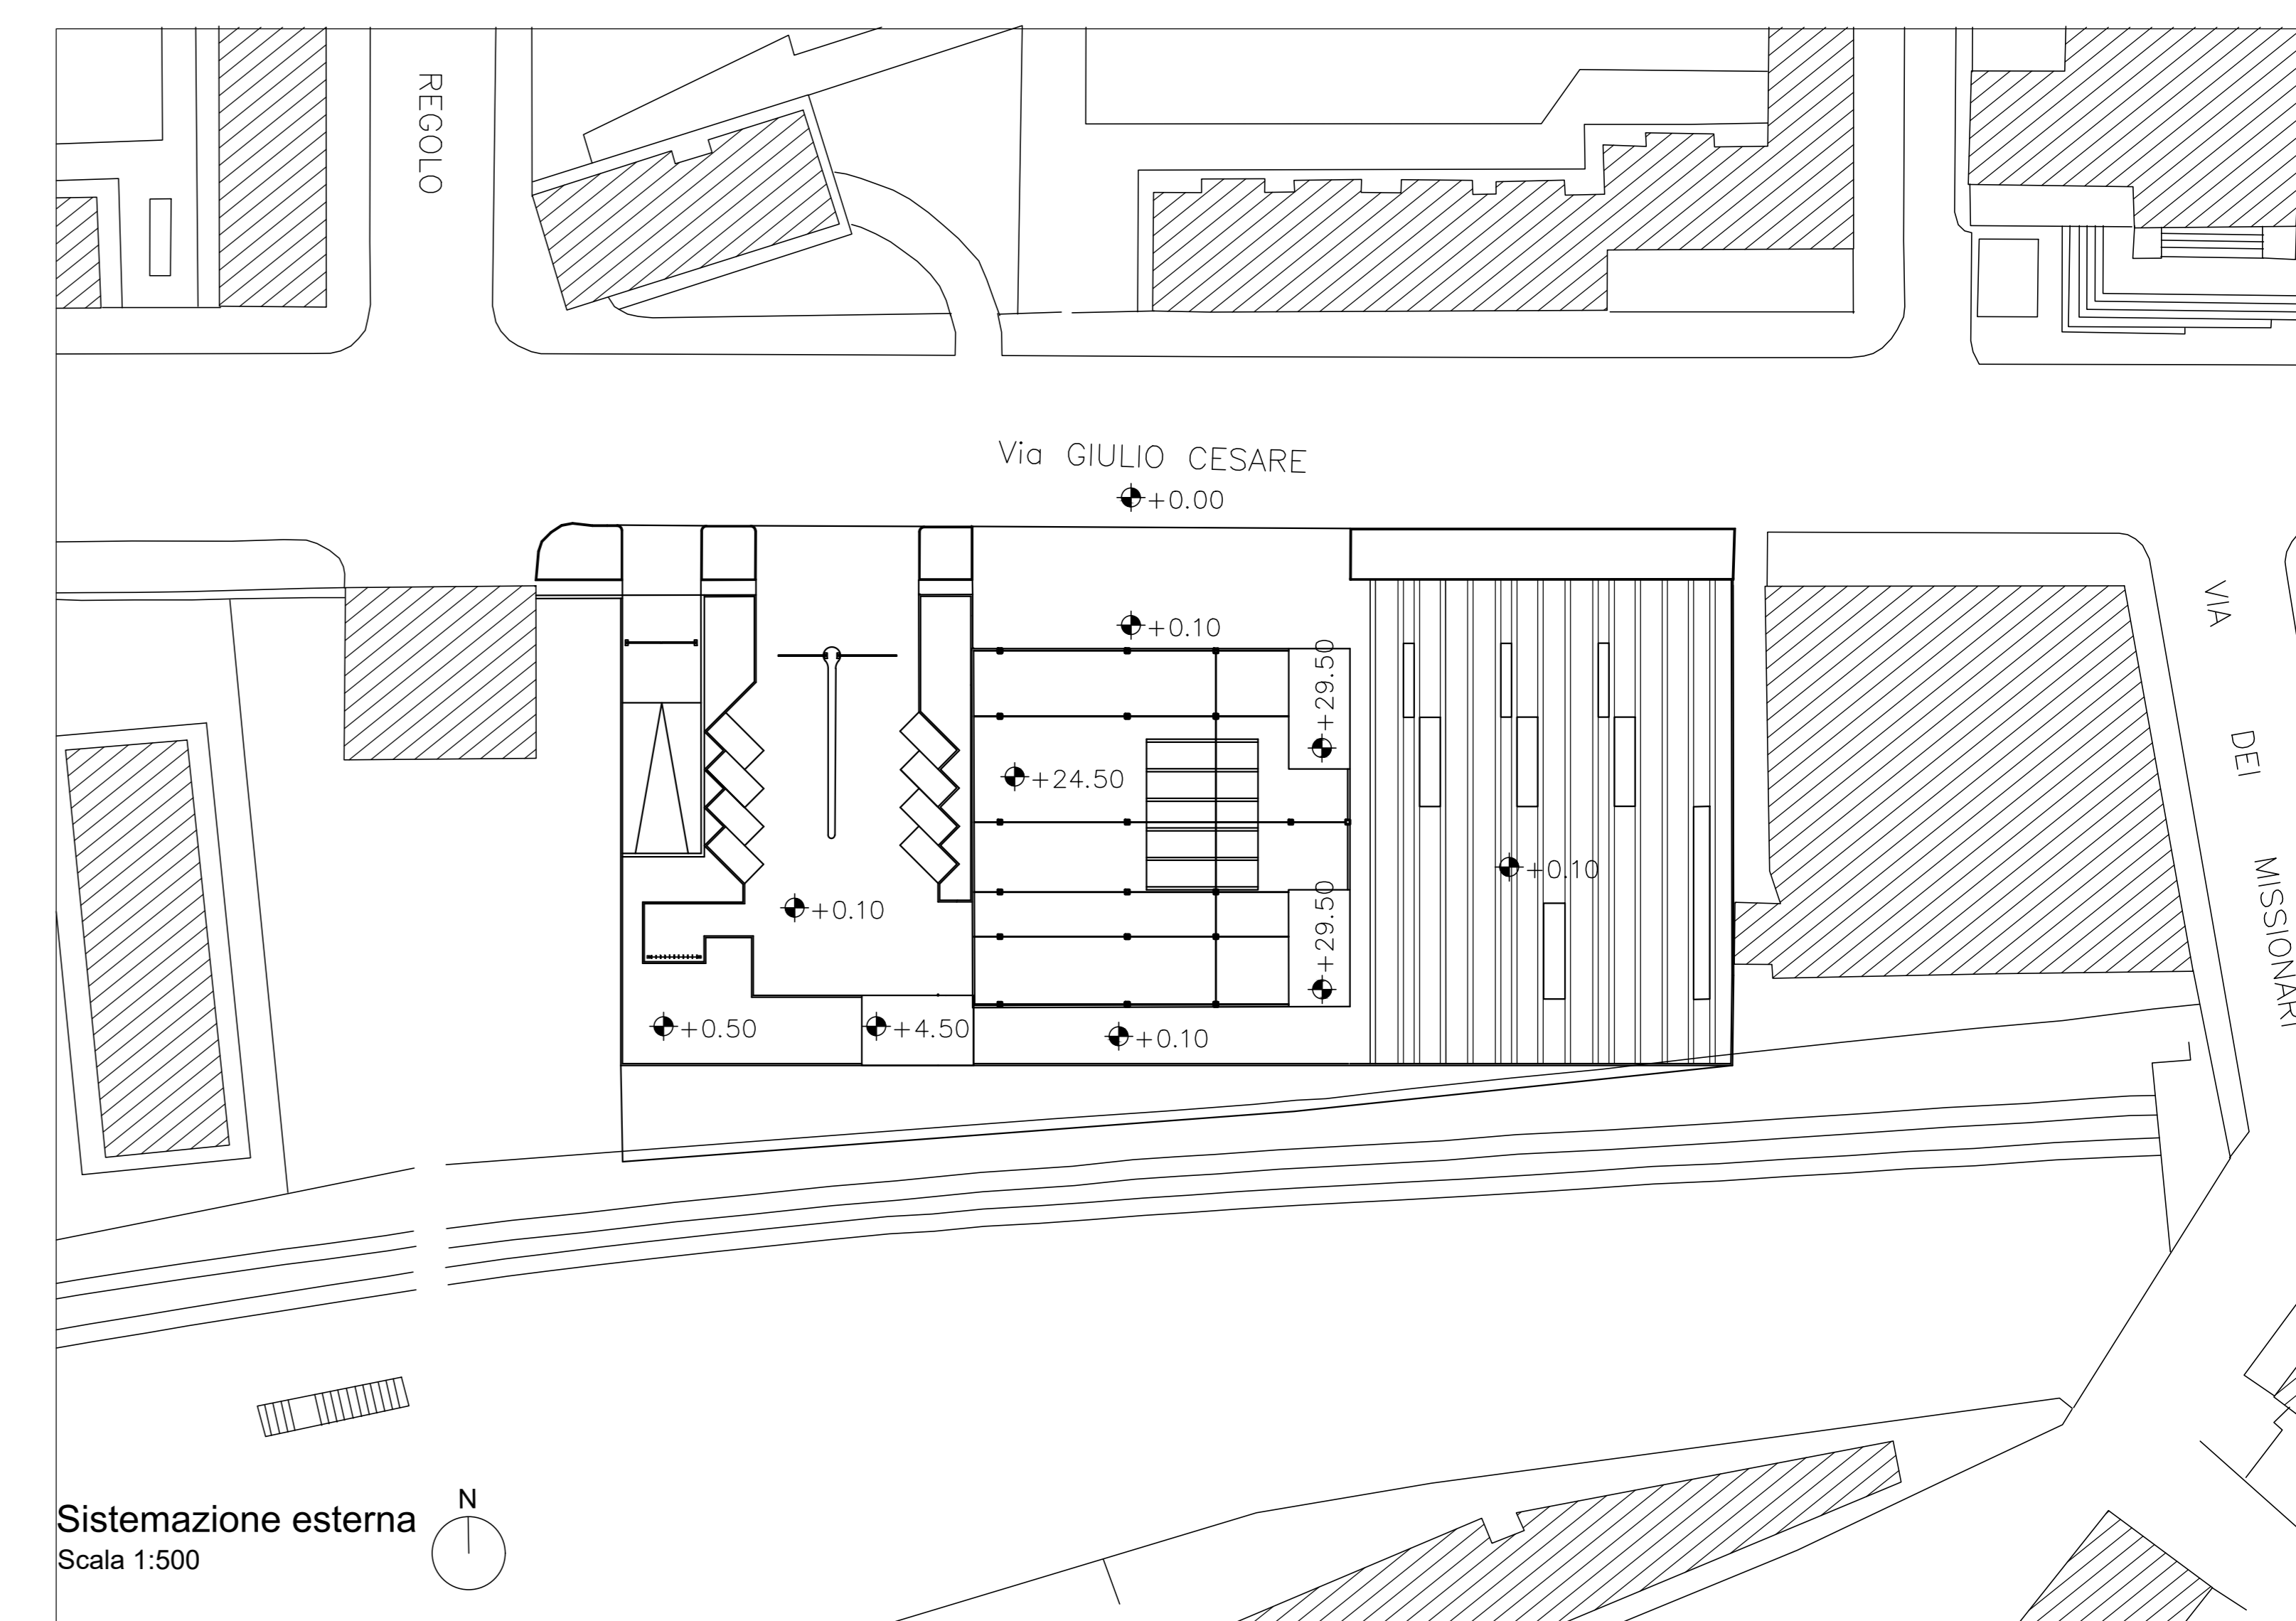 REGOLO
Via GIULIO CESARE
+0.00
+0.10
+29.50
+24.50
+0.10
+0.10
+29.50
+0.50
+4.50
+0.10
VIA
DEI
MISSIONARI
N
Sistemazione esterna
Scala 1:500